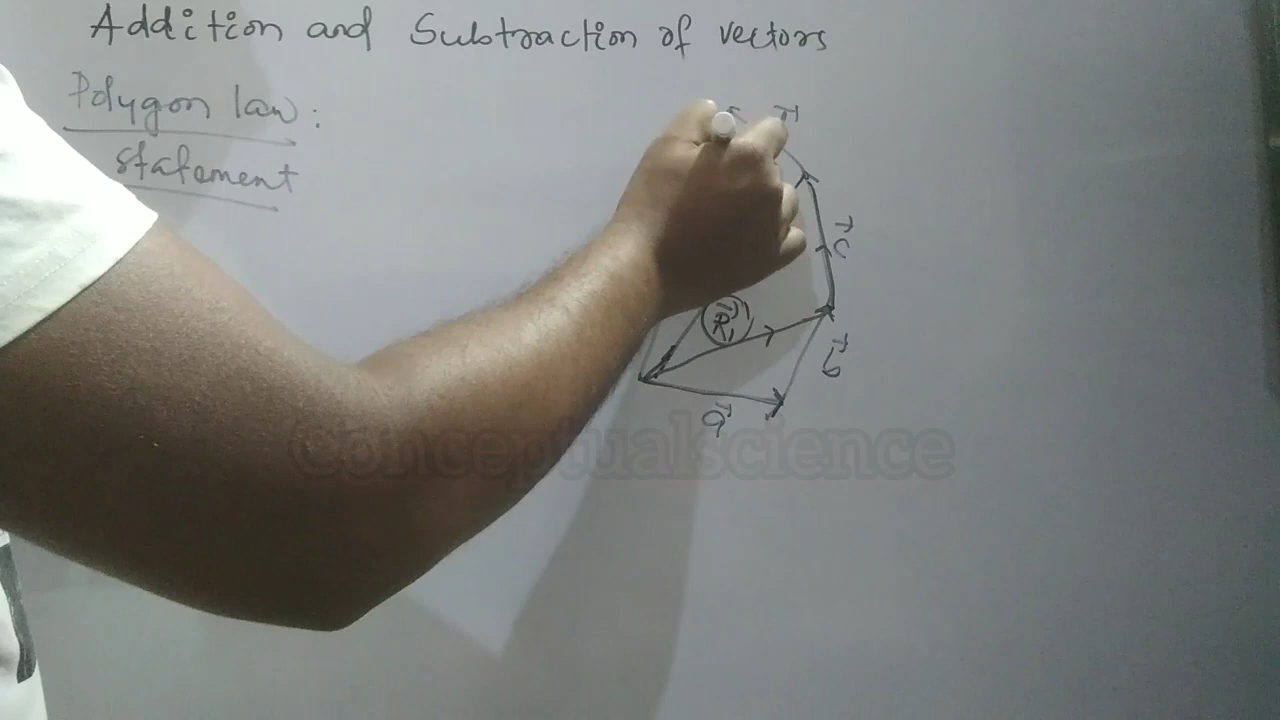 Addition and Subtraction of vectors
Polygon law:
statement
c
R1
b
a
Conceptualscience